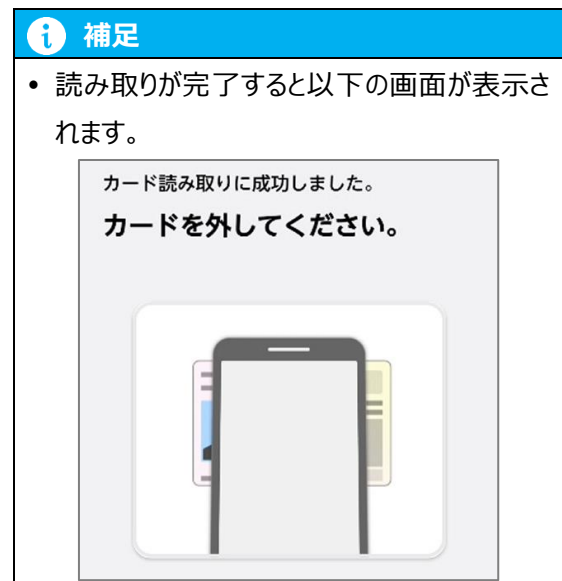 補足
• 読み取りが完了すると以下の画面が表示さ
れます。
カード読み取りに成功しました。
カードを外してください。